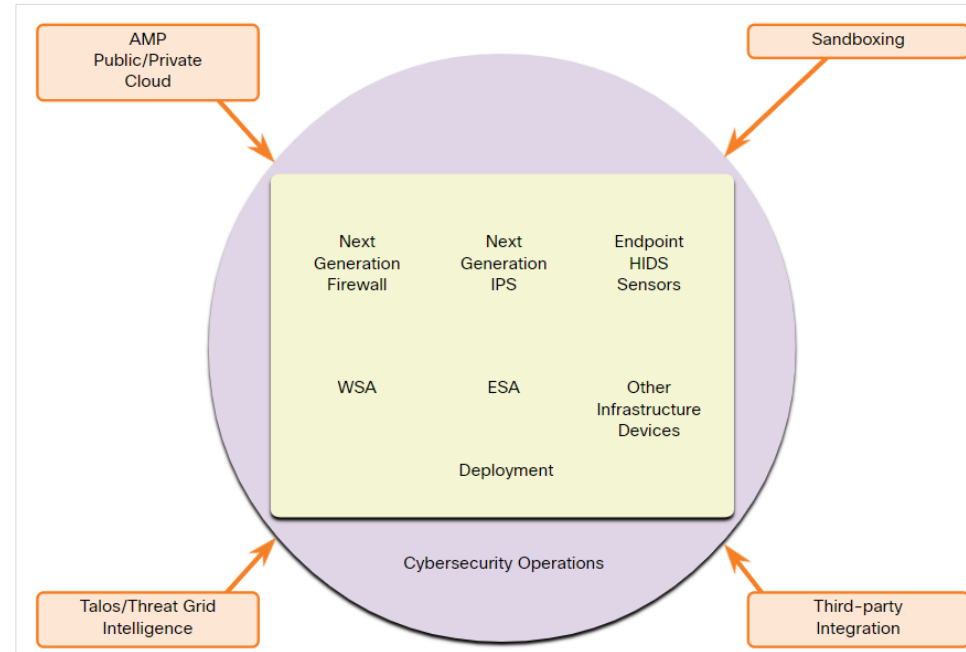 AMP
Public/Private
Cloud
Sandboxing
Next
Generation
Firewall
Next
Generation
IPS
Endpoint
HIDS
Sensors
WSA
ESA
Other
Infrastructure
Devices
Deployment
Cybersecurity Operations
Talos/Threat Grid
Intelligence
Third-party
Integration